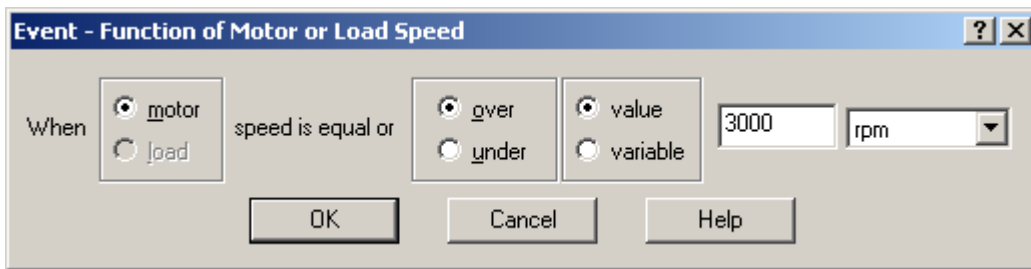 Event - Function of Motor or Load Speed
When
motor
load
speed is equal or
over
under
value
variable
3000
rpm
OK
Cancel
Help